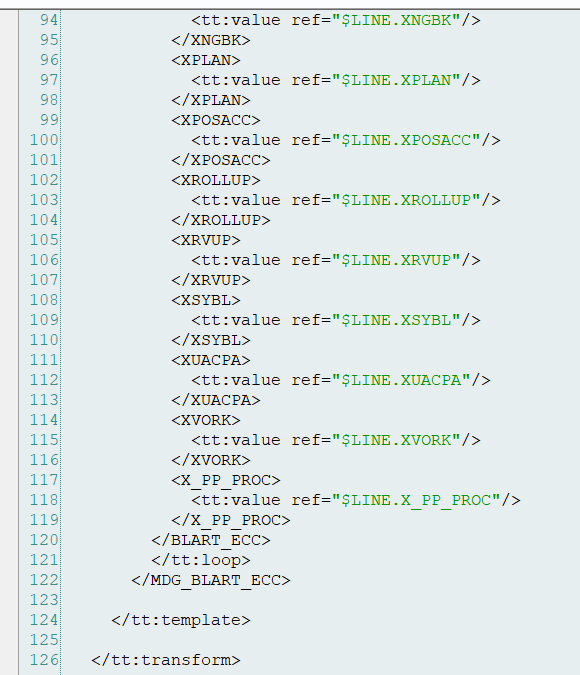 94 <tt:value ref="$LINE.XNGBK"/>
95 </XNGBK>
96 <XPLAN>
97 <tt:value ref="$LINE.XPLAN"/>
98 </XPLAN>
99 <XPOSACC>
100 <tt:value ref="$LINE.XPOSACC"/>
101 </XPOSACC>
102 <XROLLUP>
103 <tt:value ref="$LINE.XROLLUP"/>
104 </XROLLUP>
105 <XRVUP>
106 <tt:value ref="$LINE.XRVUP"/>
107 </XRVUP>
108 <XSYBL>
109 <tt:value ref="$LINE.XSYBL"/>
110 </XSYBL>
111 <XUACPA>
112 <tt:value ref="$LINE.XUACPA"/>
113 </XUACPA>
114 <XVORK>
115 <tt:value ref="$LINE.XVORK"/>
116 </XVORK>
117 <X_PP_PROC>
118 <tt:value ref="$LINE.X_PP_PROC"/>
119 </X_PP_PROC>
120 </BLART_ECC>
121 </tt:loop>
122 </MDG_BLART_ECC>
123
124 </tt:template>
125
126 </tt:transform>